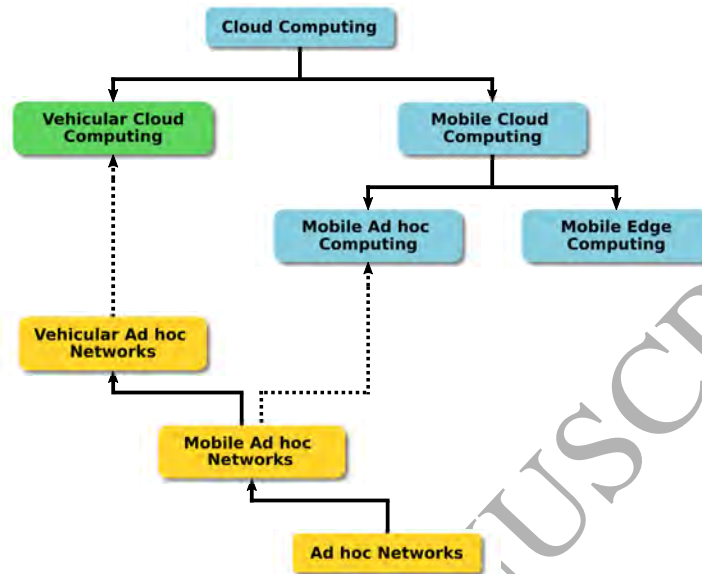 Cloud Computing
Vehicular Cloud
Computing
Mobile Cloud
Computing
Mobile Ad hoc
Computing
Mobile Edge
Computing
Vehicular Ad hoc
Networks
Mobile Ad hoc
Networks
Ad hoc Networks